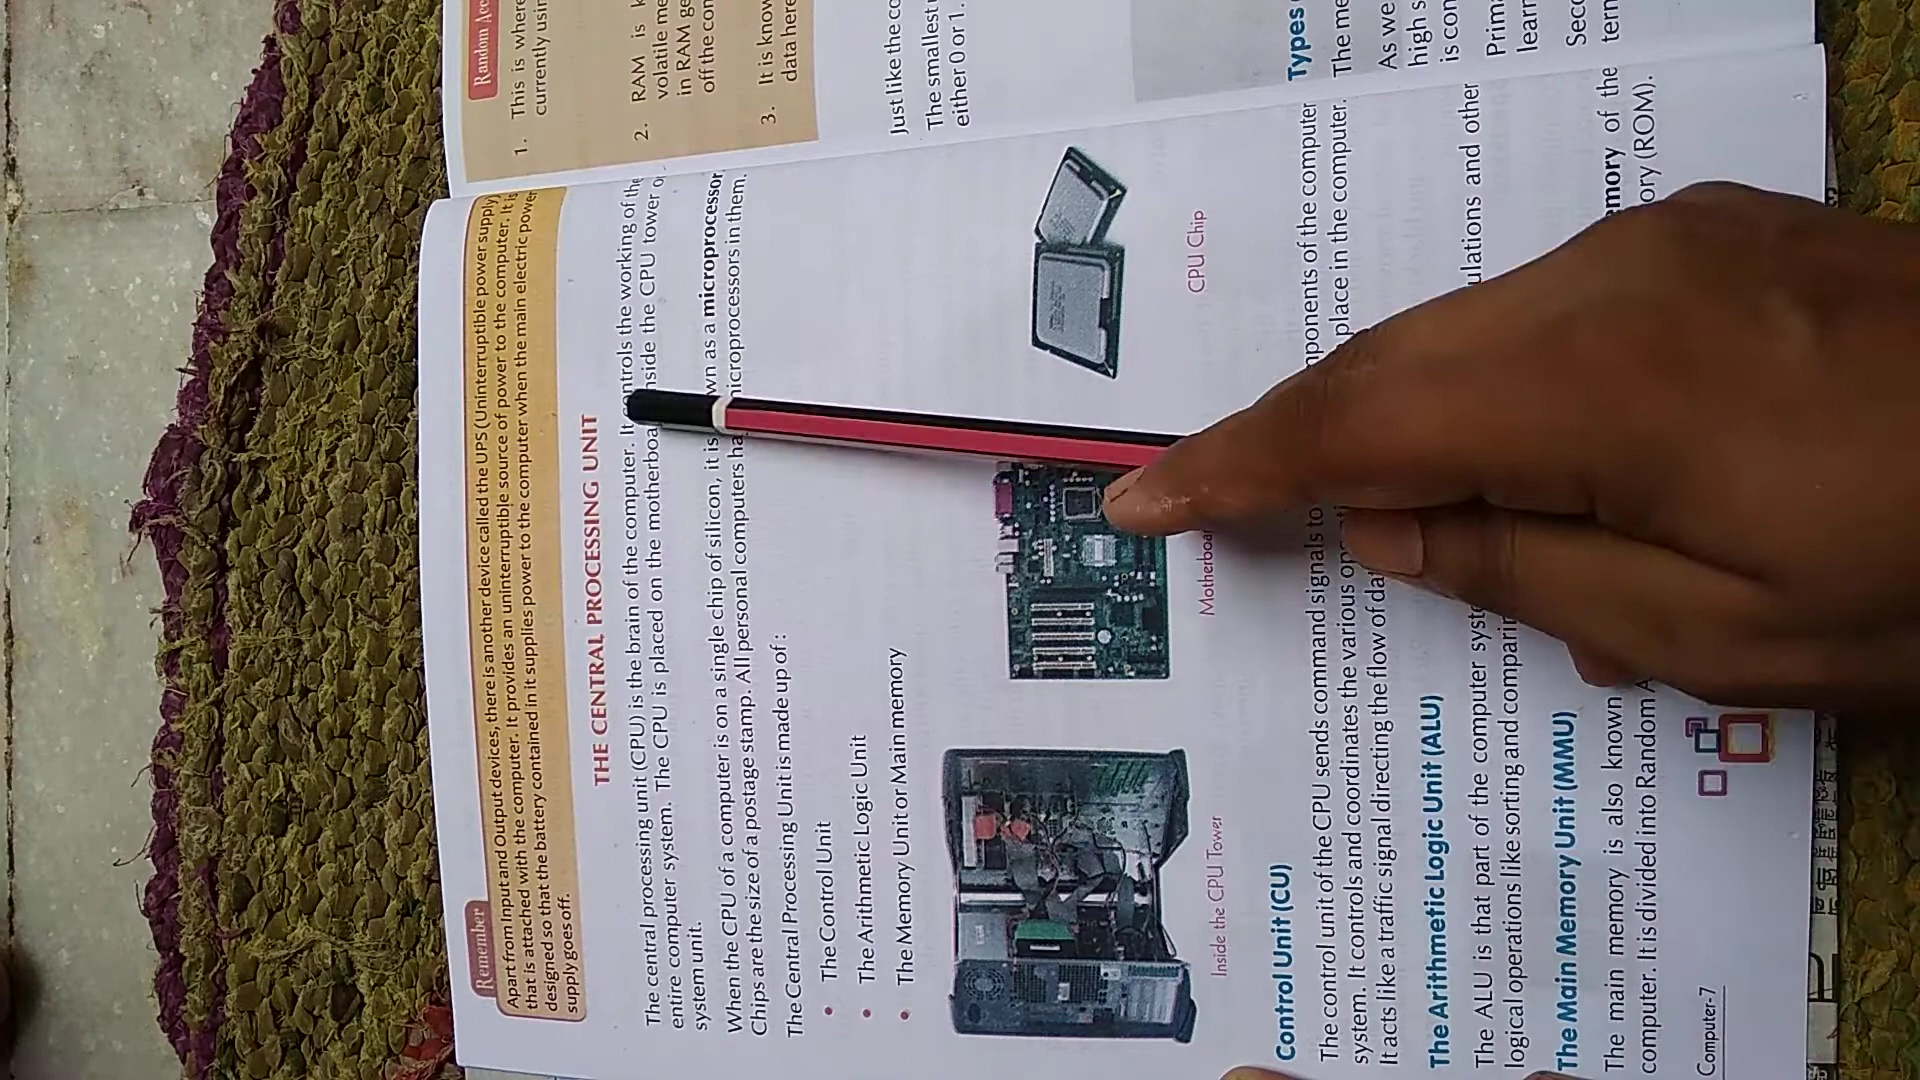 Remember
Apart from Input and Output devices, there is another device called the UPS (Uninterruptible power supply)
that is attached with the computer. It provides an uninterruptible source of power to the computer. It is
designed so that the battery contained in it supplies power to the computer when the main electric power
supply goes off.
THE CENTRAL PROCESSING UNIT
The central processing unit (CPU) is the brain of the computer. It controls the working of the
entire computer system. The CPU is placed on the motherboa nside the CPU tower o
system unit.
When the CPU of a computer is on a single chip of silicon, it is wn as a microprocessor
Chips are the size of a postage stamp. All personal computers ha microprocessors in them.
The Central Processing Unit is made up of :
• The Control Unit
• The Arithmetic Logic Unit
• The Memory Unit or Main memory
Inside the CPU Tower
Motherboa
CPU Chip
Control Unit (CU)
The control unit of the CPU sends command signals to mponents of the computer
system. It controls and coordinates the various op place in the computer.
It acts like a traffic signal directing the flow of da
The Arithmetic Logic Unit (ALU)
The ALU is that part of the computer syst ulations and other
logical operations like sorting and comparin
The Main Memory Unit (MMU)
The main memory is also known emory of the
computer. It is divided into Random A ory (ROM).
Computer-7
Random Acc
1. This is where
currently usin
2. RAM is k
volatile me
in RAM ge
off the con
3. It is know
data here
Just like the co
The smallest
either 0 or 1.
Types
The me
As we
high s
is con
Prima
learn
Seco
tern